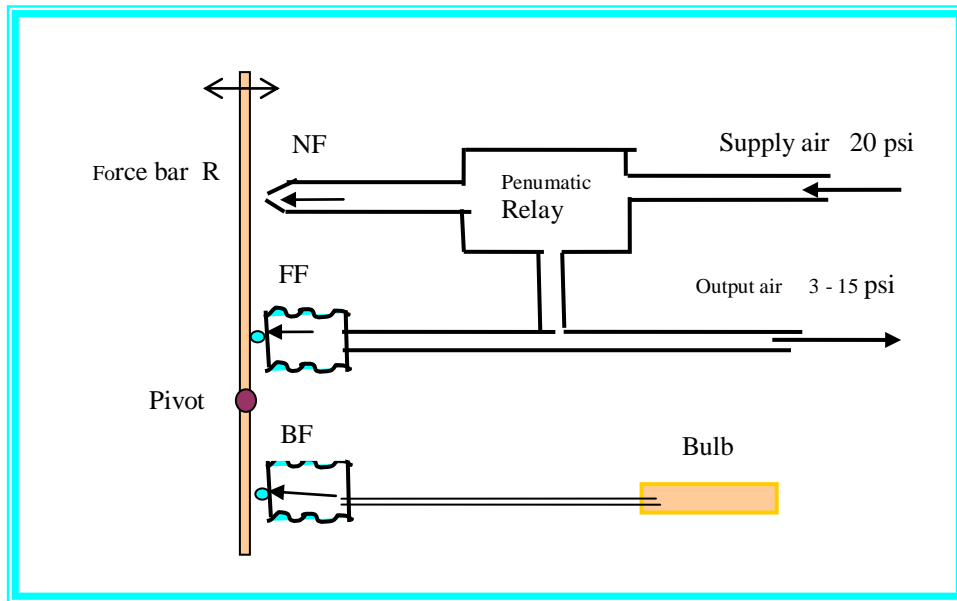 NF
Supply air 20 psi
Force bar R
Penumatic
Relay
FF
Output air 3 - 15 psi
Pivot
BF
Bulb